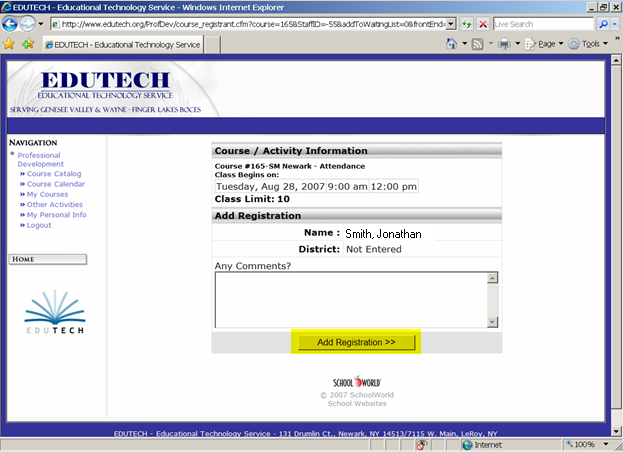 EDUTECH - Educational Technology Service - Windows Internet Explorer
http://www.edutech.org/ProfDev/course_registrant.cfm?course=165&StaffID=-55&addToWaitingList=0&frontEnd=
Live Search
EDUTECH - Educational Technology Service
Page
Tools
EDUTECH
EDUCATIONAL TECHNOLOGY SERVICE
SERVING GENESEE VALLEY & WAYNE - FINGER LAKES BOCES
NAVIGATION
Professional Development
» Course Catalog
» Course Calendar
» My Courses
» Other Activities
» My Personal Info
» Logout
HOME
EDUTECH
Course / Activity Information
Course #165-SM Newark - Attendance
Class Begins on:
Tuesday, Aug 28, 2007 9:00 am 12:00 pm
Class Limit: 10
Add Registration
Name : Smith, Jonathan
District: Not Entered
Any Comments?
Add Registration >>
SCHOOL WORLD
© 2007 SchoolWorld
School Websites
EDUTECH - Educational Technology Service · 131 Drumlin Ct., Newark, NY 14513/7115 W. Main, LeRoy, NY
Internet
100%